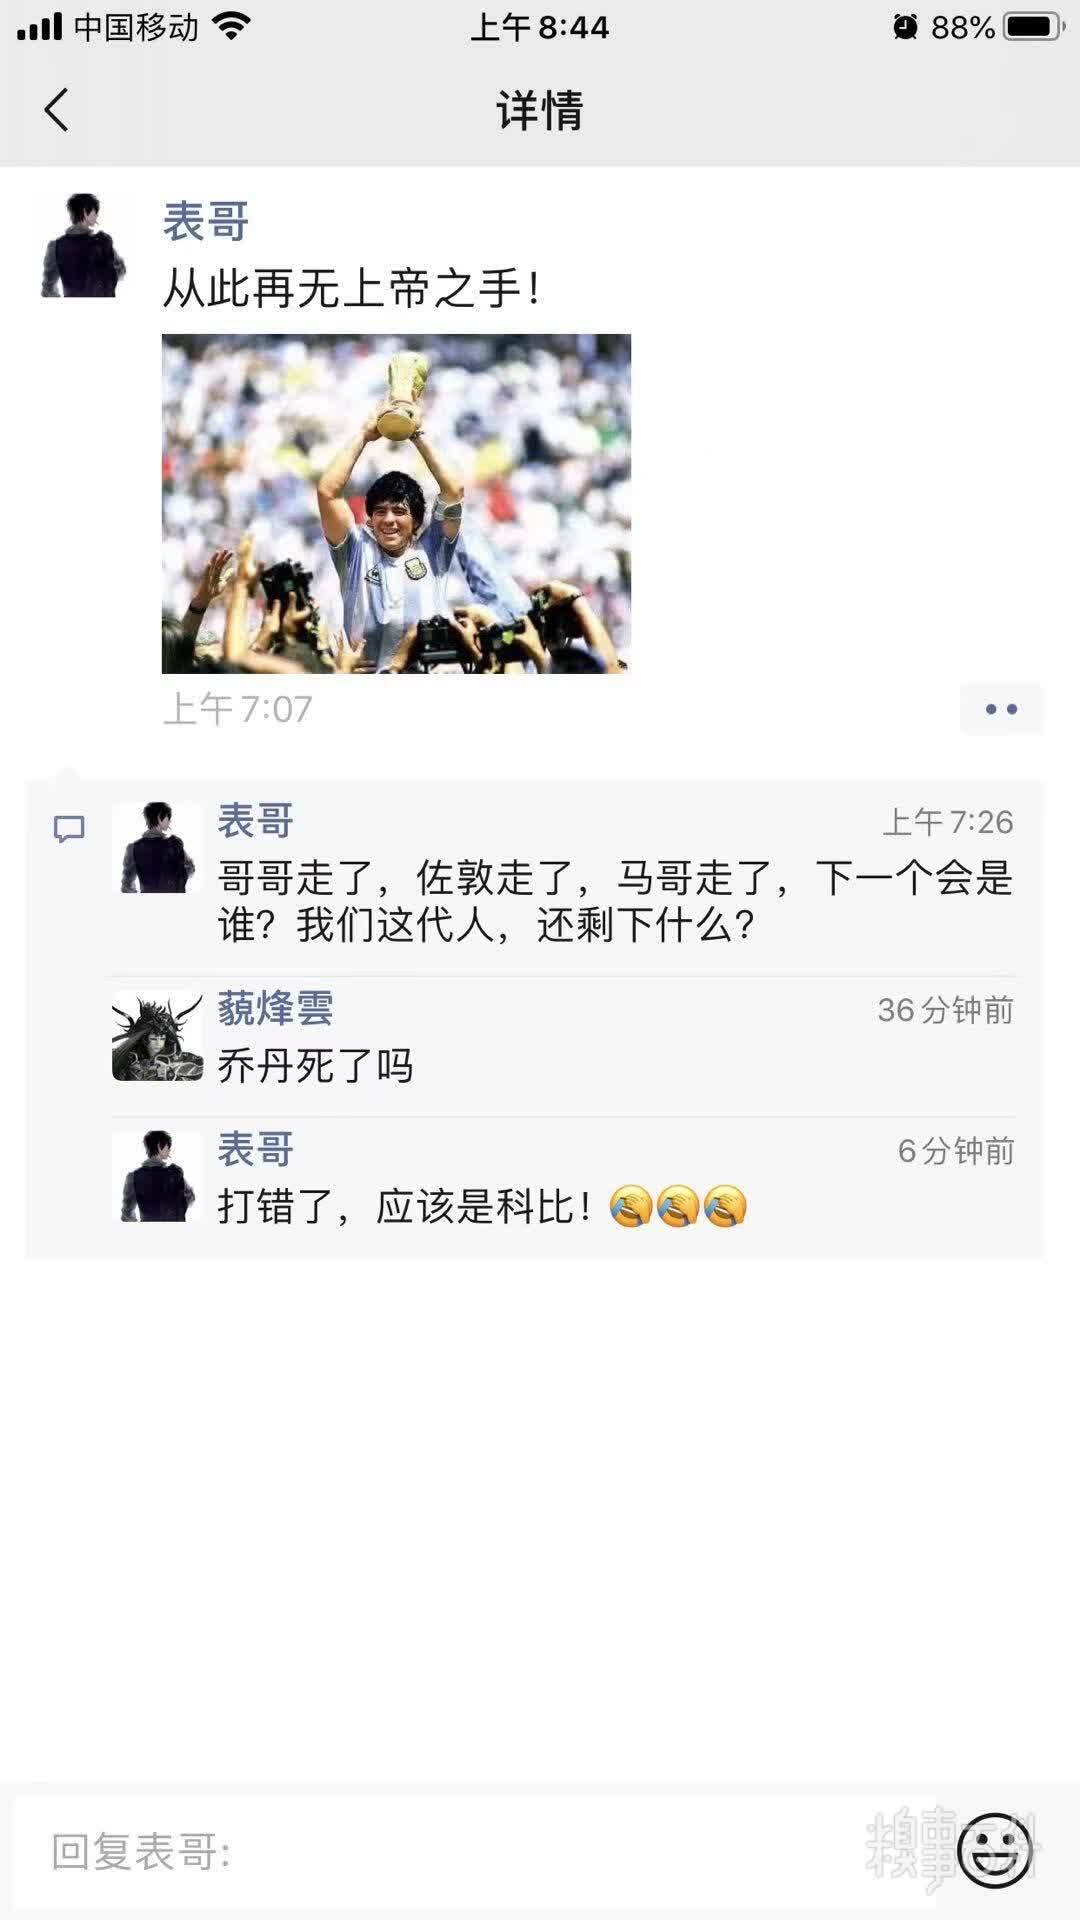 中国移动
上午 8:44
88%
详情
表哥
从此再无上帝之手！
上午 7:07
表哥
上午 7:26
哥哥走了，佐敦走了，马哥走了，下一个会是
谁？我们这代人，还剩下什么？
藐烽雲
36 分钟前
乔丹死了吗
表哥
6 分钟前
打错了，应该是科比！🤦🤦🤦
回复表哥:
糗事百科